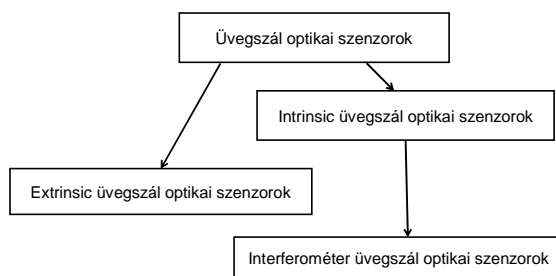 Üvegszál optikai szenzorok
Intrinsic üvegszál optikai szenzorok
Extrinsic üvegszál optikai szenzorok
Interferométer üvegszál optikai szenzorok